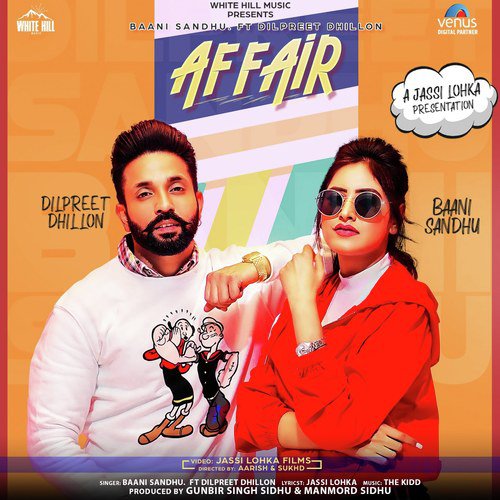 WHITE HILL MUSIC
PRESENTS
BAANI SANDHU. FT DILPREET DHILLON
AFFAIR
WHITE HILL
MUSIC
venus
DIGITAL PARTNER
A JASSI LOHKA
PRESENTATION
DILPREET
DHILLON
BAANI
SANDHU
VIDEO: JASSI LOHKA FILMS
DIRECTED BY: AARISH & SUKHD
SINGER: BAANI SANDHU. FT DILPREET DHILLON LYRICST: JASSI LOHKA MUSIC: THE KIDD
PRODUCED BY GUNBIR SINGH SIDHU & MANMORD SIDHU